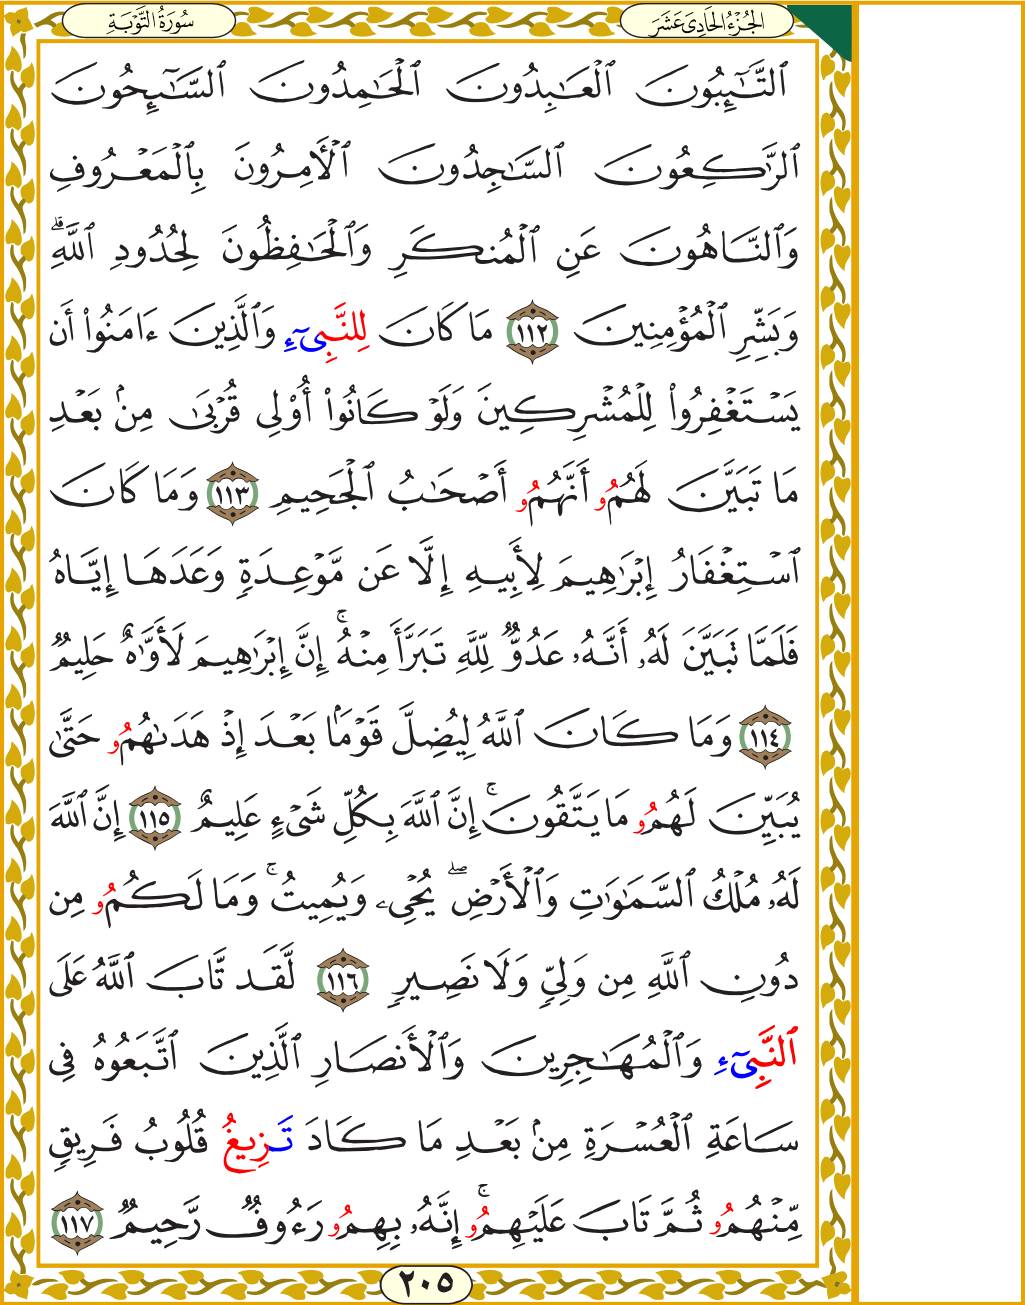 سُورَةُ التَّوْبَةِ
الجُزْءُ الحَادِيَ عَشَرَ
ٱلتَّٰٓئِبُونَ ٱلْعَٰبِدُونَ ٱلْحَٰمِدُونَ ٱلسَّٰٓئِحُونَ
ٱلرَّٰكِعُونَ ٱلسَّٰجِدُونَ ٱلْأٓمِرُونَ بِٱلْمَعْرُوفِ
وَٱلنَّاهُونَ عَنِ ٱلْمُنكَرِ وَٱلْحَٰفِظُونَ لِحُدُودِ ٱللَّهِۗ
وَبَشِّرِ ٱلْمُؤْمِنِينَ ١١٢ مَا كَانَ لِلنَّبِيٓءِ وَٱلَّذِينَ ءَامَنُوا۟ أَن
يَسْتَغْفِرُوا۟ لِلْمُشْرِكِينَ وَلَوْ كَانُوٓا۟ أُو۟لِى قُرْبَىٰ مِنۢ بَعْدِ
مَا تَبَيَّنَ لَهُمُۥ أَنَّهُمُۥ أَصْحَٰبُ ٱلْجَحِيمِ ١١٣ وَمَا كَانَ
ٱسْتِغْفَارُ إِبْرَٰهِيمَ لِأَبِيهِ إِلَّا عَن مَّوْعِدَةٍ وَعَدَهَا إِيَّاهُ
فَلَمَّا تَبَيَّنَ لَهُۥ أَنَّهُۥ عَدُوٌّ لِّلَّهِ تَبَرَّأَ مِنْهُۚ إِنَّ إِبْرَٰهِيمَ لَأَوَّٰهٌ حَلِيمٌ
١١٤ وَمَا كَانَ ٱللَّهُ لِيُضِلَّ قَوْمًۢا بَعْدَ إِذْ هَدَىٰهُمُۥ حَتَّىٰ
يُبَيِّنَ لَهُمُۥ مَا يَتَّقُونَۚ إِنَّ ٱللَّهَ بِكُلِّ شَىْءٍ عَلِيمٌ ١١٥ إِنَّ ٱللَّهَ
لَهُۥ مُلْكُ ٱلسَّمَٰوَٰتِ وَٱلْأَرْضِۖ يُحْىِۦ وَيُمِيتُۚ وَمَا لَكُمُۥ مِن
دُونِ ٱللَّهِ مِن وَلِىٍّ وَلَا نَصِيرٍ ١١٦ لَّقَد تَّابَ ٱللَّهُ عَلَى
ٱلنَّبِيٓءِ وَٱلْمُهَٰجِرِينَ وَٱلْأَنصَارِ ٱلَّذِينَ ٱتَّبَعُوهُ فِى
سَاعَةِ ٱلْعُسْرَةِ مِنۢ بَعْدِ مَا كَادَ تَزِيغُ قُلُوبُ فَرِيقٍ
مِّنْهُمُۥ ثُمَّ تَابَ عَلَيْهِمُۥۚ إِنَّهُۥ بِهِمُۥ رَءُوفٌ رَّحِيمٌ ١١٧
٢٠٥